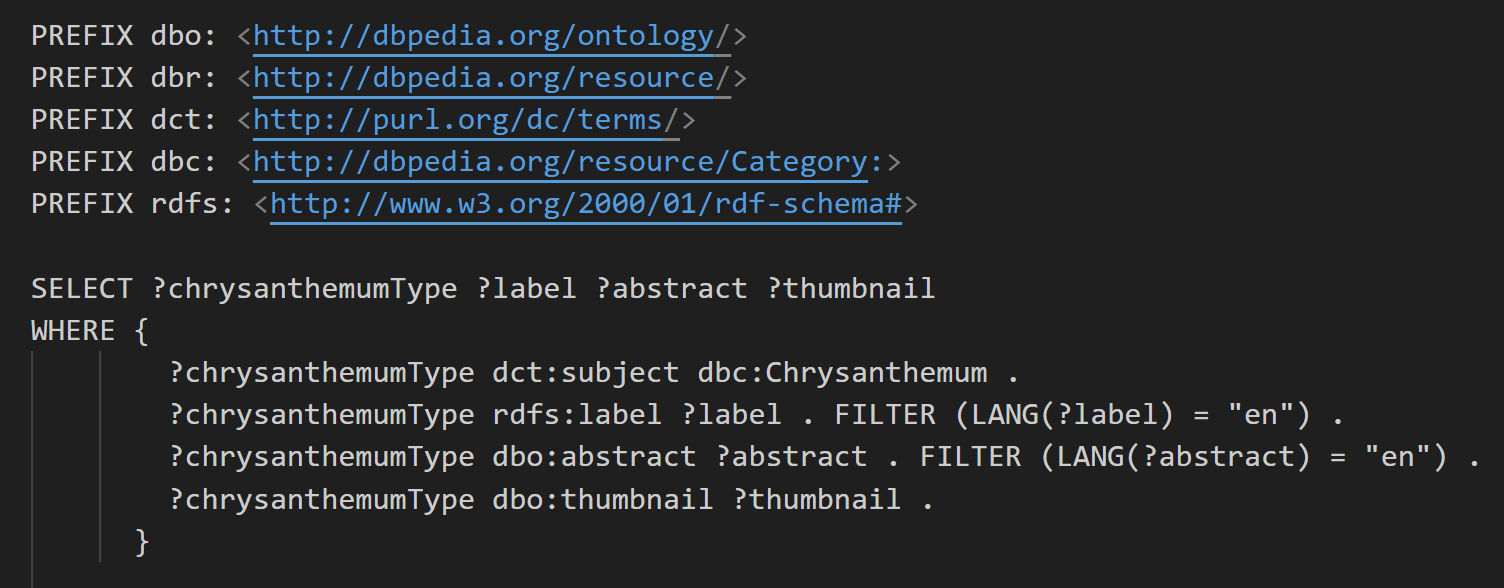 PREFIX dbo: <http://dbpedia.org/ontology/>
PREFIX dbr: <http://dbpedia.org/resource/>
PREFIX dct: <http://purl.org/dc/terms/>
PREFIX dbc: <http://dbpedia.org/resource/Category:>
PREFIX rdfs: <http://www.w3.org/2000/01/rdf-schema#>
SELECT ?chrysanthemumType ?label ?abstract ?thumbnail
WHERE {
?chrysanthemumType dct:subject dbc:Chrysanthemum .
?chrysanthemumType rdfs:label ?label . FILTER (LANG(?label) = "en") .
?chrysanthemumType dbo:abstract ?abstract . FILTER (LANG(?abstract) = "en") .
?chrysanthemumType dbo:thumbnail ?thumbnail .
}